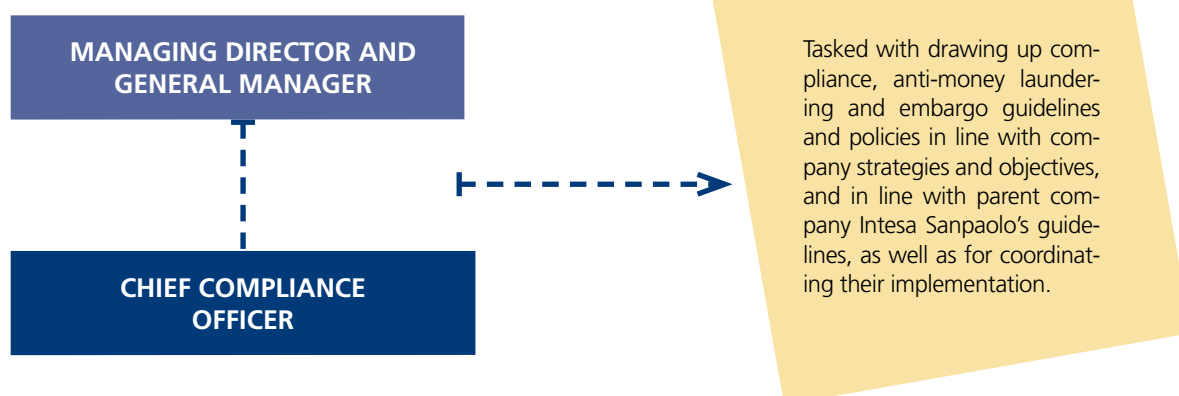 MANAGING DIRECTOR AND
GENERAL MANAGER
CHIEF COMPLIANCE
OFFICER
Tasked with drawing up com-
pliance, anti-money launder-
ing and embargo guidelines
and policies in line with com-
pany strategies and objectives,
and in line with parent com-
pany Intesa Sanpaolo’s guide-
lines, as well as for coordinat-
ing their implementation.